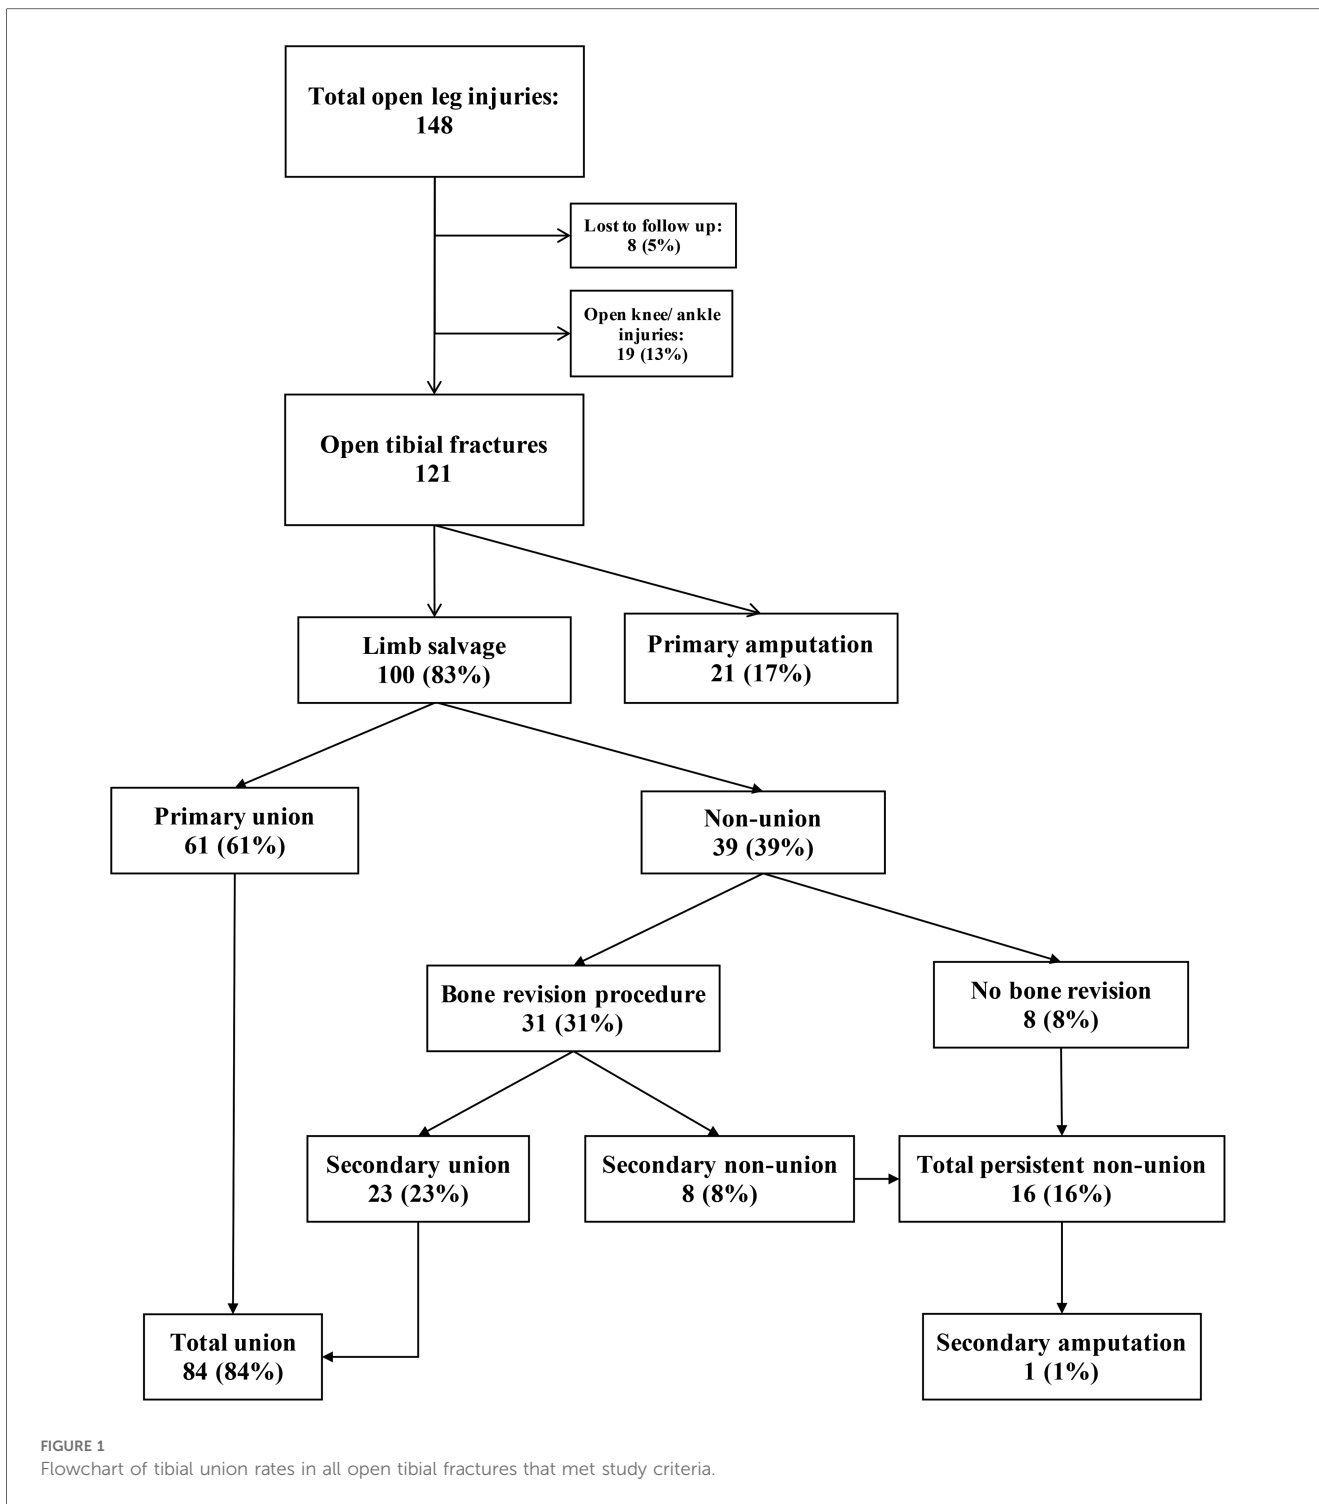 Total open leg injuries:
148
Lost to follow up:
8 (5%)
Open knee/ ankle
injuries:
19 (13%)
Open tibial fractures
121
Limb salvage
100 (83%)
Primary amputation
21 (17%)
Primary union
61 (61%)
Non-union
39 (39%)
Bone revision procedure
31 (31%)
No bone revision
8 (8%)
Secondary union
23 (23%)
Secondary non-union
8 (8%)
Total persistent non-union
16 (16%)
Total union
84 (84%)
Secondary amputation
1 (1%)
FIGURE 1
Flowchart of tibial union rates in all open tibial fractures that met study criteria.